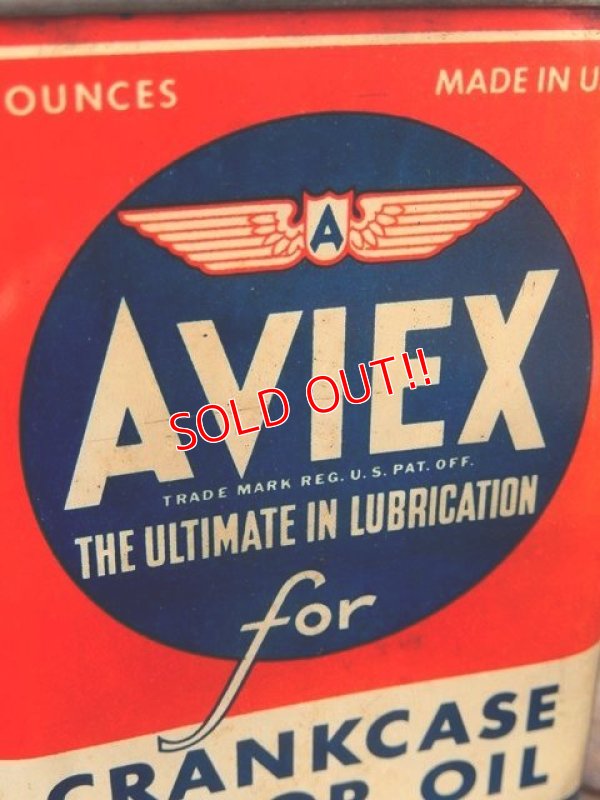 OUNCES
MADE IN U
A
AVIEX
SOLD OUT!!
TRADE MARK REG. U.S. PAT. OFF.
THE ULTIMATE IN LUBRICATION
for
CRANKCASE
OIL